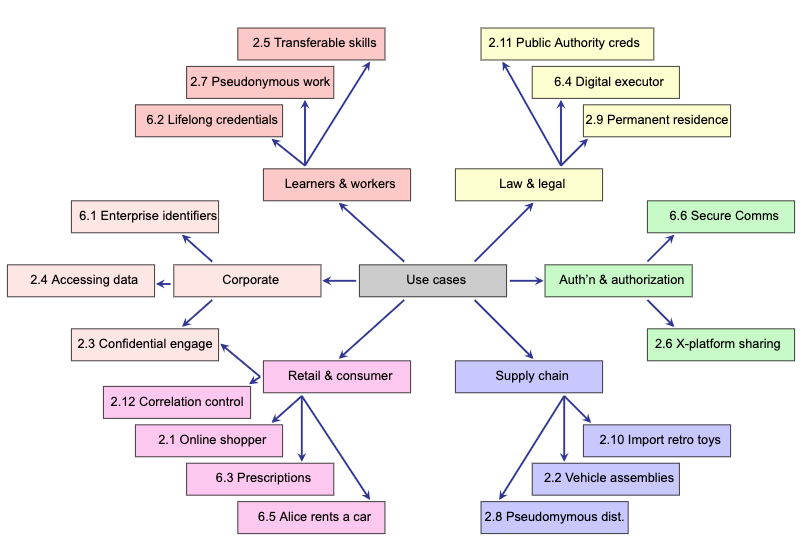 2.5 Transferable skills
2.11 Public Authority creds
2.7 Pseudonymous work
6.4 Digital executor
6.2 Lifelong credentials
2.9 Permanent residence
Learners & workers
Law & legal
6.1 Enterprise identifiers
6.6 Secure Comms
2.4 Accessing data
Corporate
Use cases
Auth'n & authorization
2.3 Confidential engage
2.6 X-platform sharing
Retail & consumer
Supply chain
2.12 Correlation control
2.1 Online shopper
2.10 Import retro toys
6.3 Prescriptions
2.2 Vehicle assemblies
6.5 Alice rents a car
2.8 Pseudomymous dist.